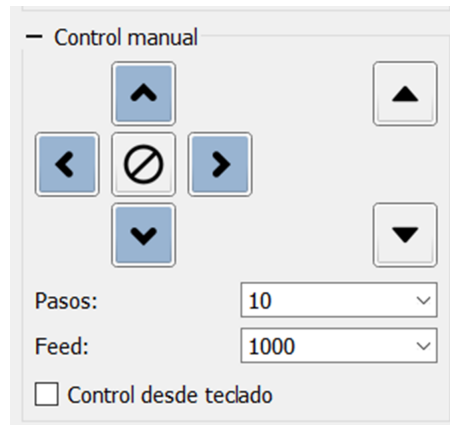 Control manual
Pasos: 10
Feed: 1000
Control desde teclado